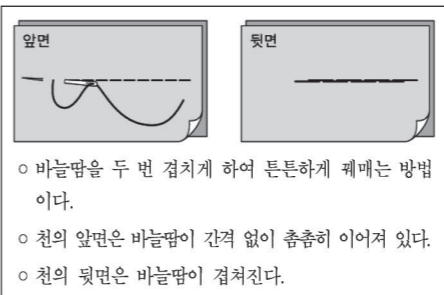 앞면
뒷면
○ 바늘땀을 두 번 겹치게 하여 튼튼하게 꿰매는 방법
이다.
○ 천의 앞면은 바늘땀이 간격 없이 촘촘히 이어져 있다.
○ 천의 뒷면은 바늘땀이 겹쳐진다.